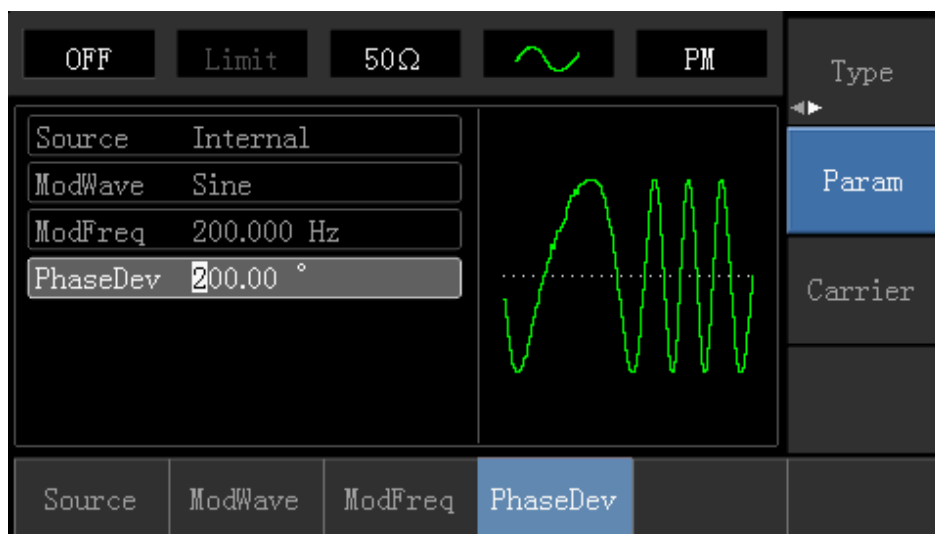 OFF Limit 50Ω PM
Type
Source Internal
ModWave Sine
ModFreq 200.000 Hz
PhaseDev 200.00 °
Param
Carrier
Source ModWave ModFreq PhaseDev